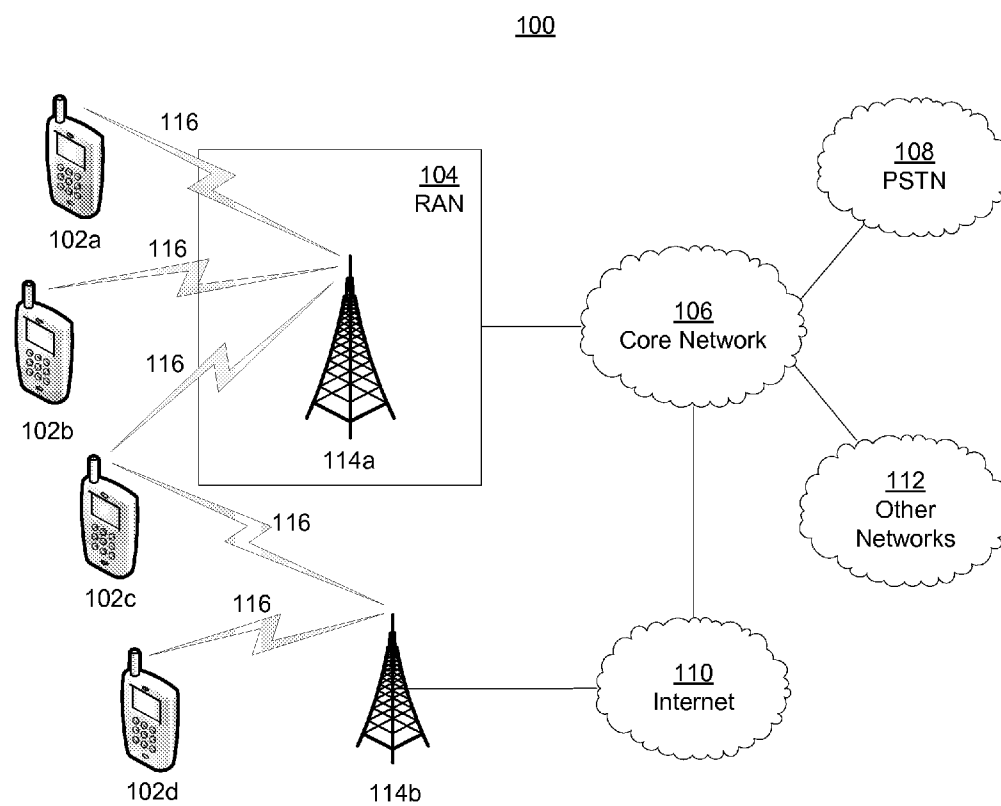 100
116
104
RAN
108
PSTN
102a
116
106
Core Network
116
102b
114a
112
Other
Networks
116
102c
116
110
Internet
102d
114b